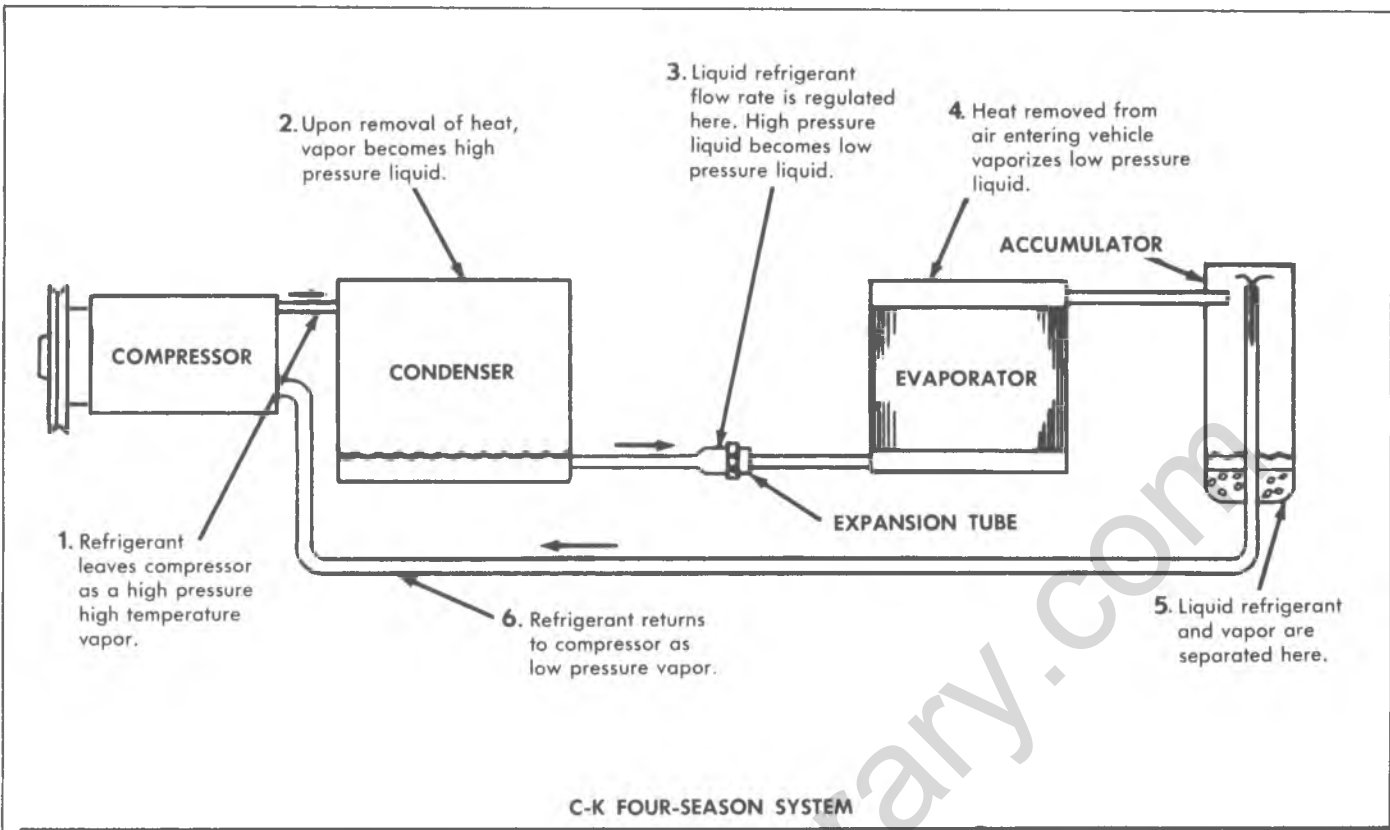 3. Liquid refrigerant
flow rate is regulated
here. High pressure
liquid becomes low
pressure liquid.
2. Upon removal of heat,
vapor becomes high
pressure liquid.
4. Heat removed from
air entering vehicle
vaporizes low pressure
liquid.
ACCUMULATOR
COMPRESSOR
CONDENSER
EVAPORATOR
EXPANSION TUBE
1. Refrigerant
leaves compressor
as a high pressure
high temperature
vapor.
6. Refrigerant returns
to compressor as
low pressure vapor.
5. Liquid refrigerant
and vapor are
separated here.
C-K FOUR-SEASON SYSTEM
rary.com